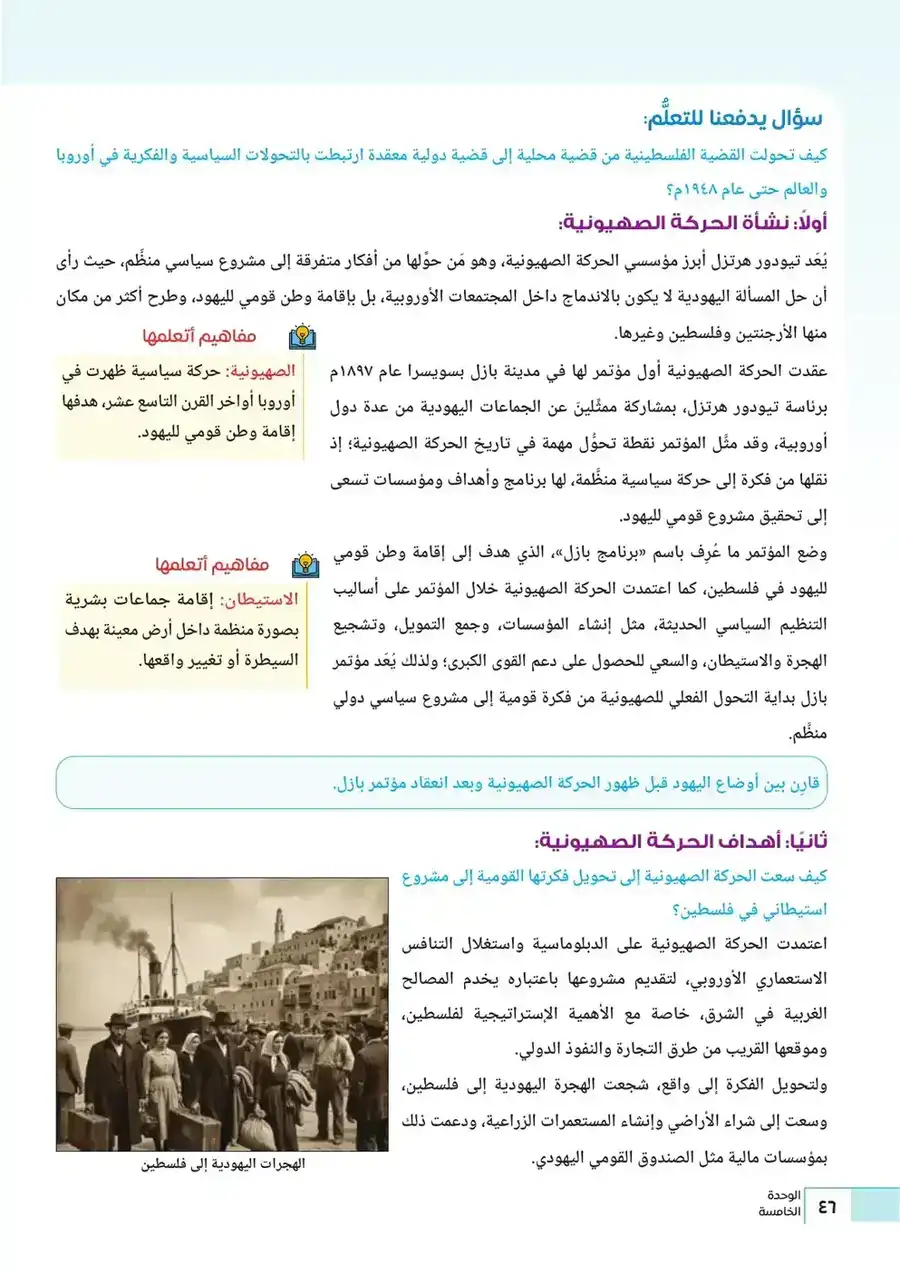 سؤال يدفعنا للتعلُّم:
كيف تحولت القضية الفلسطينية من قضية محلية إلى قضية دولية معقدة ارتبطت بالتحولات السياسية والفكرية في أوروبا
والعالم حتى عام ١٩٤٨م؟
أولًا: نشأة الحركة الصهيونية:
يُعَد تيودور هرتزل أبرز مؤسسي الحركة الصهيونية، وهو مَن حوَّلها من أفكار متفرقة إلى مشروع سياسي منظَّم، حيث رأى
أن حل المسألة اليهودية لا يكون بالاندماج داخل المجتمعات الأوروبية، بل بإقامة وطن قومي لليهود، وطرح أكثر من مكان
منها الأرجنتين وفلسطين وغيرها.
مفاهيم أتعلمها
الصهيونية: حركة سياسية ظهرت في
أوروبا أواخر القرن التاسع عشر، هدفها
إقامة وطن قومي لليهود.
عقدت الحركة الصهيونية أول مؤتمر لها في مدينة بازل بسويسرا عام ١٨٩٧م
برئاسة تيودور هرتزل، بمشاركة ممثِّلينَ عن الجماعات اليهودية من عدة دول
أوروبية، وقد مثَّل المؤتمر نقطة تحوُّل مهمة في تاريخ الحركة الصهيونية؛ إذ
نقلها من فكرة إلى حركة سياسية منظَّمة، لها برنامج وأهداف ومؤسسات تسعى
إلى تحقيق مشروع قومي لليهود.
وضع المؤتمر ما عُرِف باسم «برنامج بازل»، الذي هدف إلى إقامة وطن قومي
لليهود في فلسطين، كما اعتمدت الحركة الصهيونية خلال المؤتمر على أساليب
التنظيم السياسي الحديثة، مثل إنشاء المؤسسات، وجمع التمويل، وتشجيع
الهجرة والاستيطان، والسعي للحصول على دعم القوى الكبرى؛ ولذلك يُعَد مؤتمر
بازل بداية التحول الفعلي للصهيونية من فكرة قومية إلى مشروع سياسي دولي
منظَّم.
مفاهيم أتعلمها
الاستيطان: إقامة جماعات بشرية
بصورة منظمة داخل أرض معينة بهدف
السيطرة أو تغيير واقعها.
قارِن بين أوضاع اليهود قبل ظهور الحركة الصهيونية وبعد انعقاد مؤتمر بازل.
ثانيًا: أهداف الحركة الصهيونية:
كيف سعت الحركة الصهيونية إلى تحويل فكرتها القومية إلى مشروع
استيطاني في فلسطين؟
اعتمدت الحركة الصهيونية على الدبلوماسية واستغلال التنافس
الاستعماري الأوروبي، لتقديم مشروعها باعتباره يخدم المصالح
الغربية في الشرق، خاصة مع الأهمية الإستراتيجية لفلسطين،
وموقعها القريب من طرق التجارة والنفوذ الدولي.
ولتحويل الفكرة إلى واقع، شجعت الهجرة اليهودية إلى فلسطين،
وسعت إلى شراء الأراضي وإنشاء المستعمرات الزراعية، ودعمت ذلك
بمؤسسات مالية مثل الصندوق القومي اليهودي.
الهجرات اليهودية إلى فلسطين
٤٦
الوحدة
الخامسة